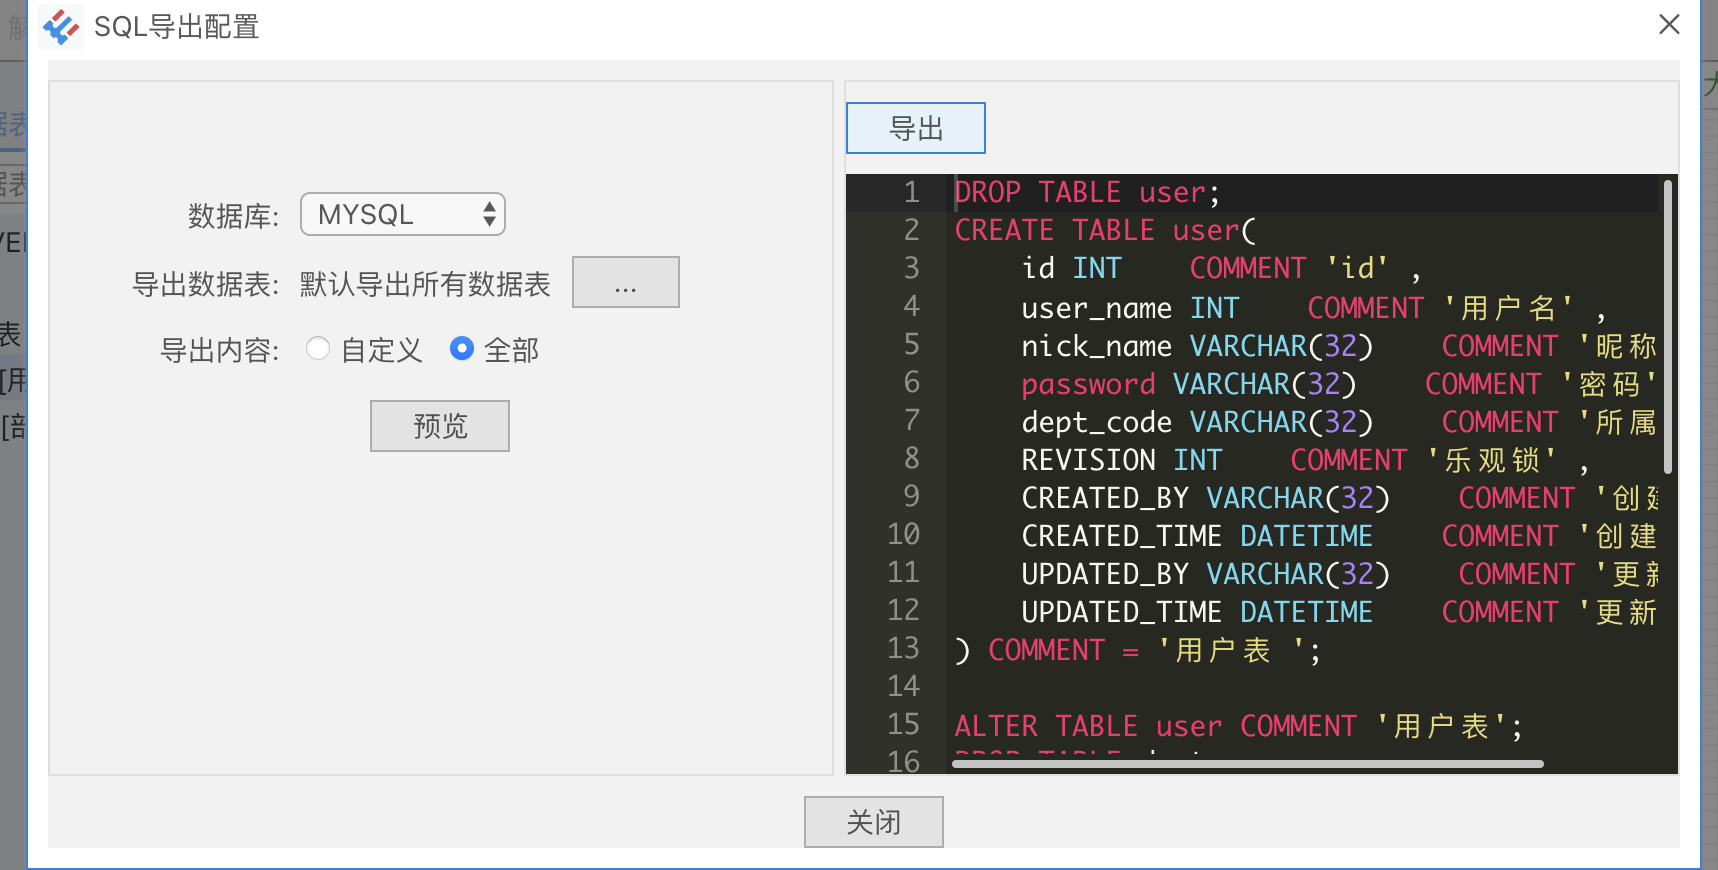 SQL导出配置
数据库: MYSQL
导出数据表: 默认导出所有数据表 ...
导出内容: 自定义 全部
预览
导出
1 DROP TABLE user;
2 CREATE TABLE user(
3 id INT COMMENT 'id' ,
4 user_name INT COMMENT '用户名' ,
5 nick_name VARCHAR(32) COMMENT '昵称
6 password VARCHAR(32) COMMENT '密码'
7 dept_code VARCHAR(32) COMMENT '所属
8 REVISION INT COMMENT '乐观锁' ,
9 CREATED_BY VARCHAR(32) COMMENT '创建
10 CREATED_TIME DATETIME COMMENT '创建
11 UPDATED_BY VARCHAR(32) COMMENT '更新
12 UPDATED_TIME DATETIME COMMENT '更新
13 ) COMMENT = '用户表 ';
14
15 ALTER TABLE user COMMENT '用户表';
16 DROP TABLE
关闭